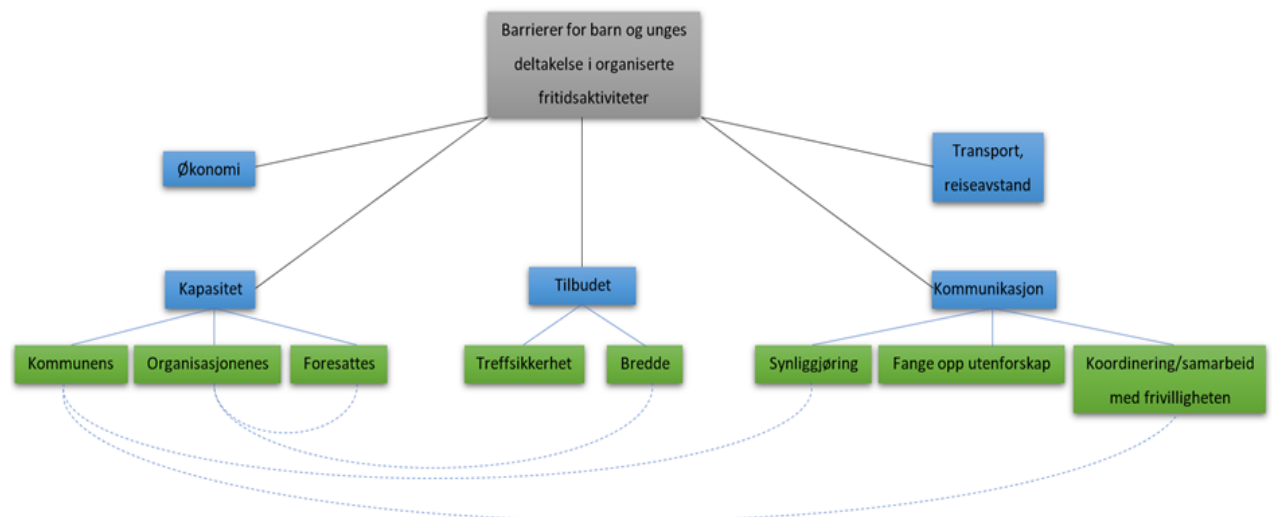 Barrierer for barn og unges
deltakelse i organiserte
fritidsaktiviteter
Økonomi
Transport,
reiseavstand
Kapasitet
Tilbudet
Kommunikasjon
Kommunens
Organisasjonenes
Foresattes
Treffsikkerhet
Bredde
Synliggjøring
Fange opp utenforskap
Koordinering/samarbeid
med frivilligheten